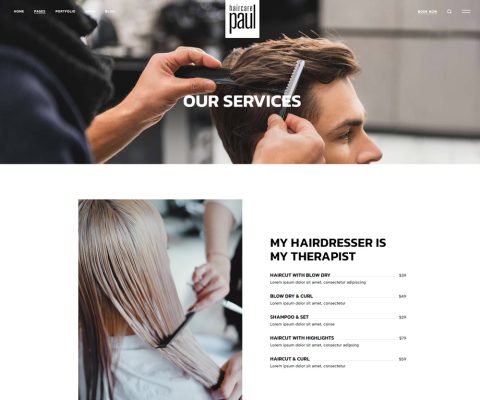 HOME PAGES PORTFOLIO SHOP BLOG
haircare
paul
BOOK NOW
OUR SERVICES
MY HAIRDRESSER IS
MY THERAPIST
HAIRCUT WITH BLOW DRY $39
Lorem ipsum dolor sit amet, consectetur adipiscing
BLOW DRY & CURL $49
Lorem ipsum dolor sit amet, consectetur
SHAMPOO & SET $29
Lorem ipsum dolor sit amet, conse
HAIRCUT WITH HIGHLIGHTS $79
Lorem ipsum dolor sit amet, consectetur adipiscing
HAIRCUT & CURL $59
Lorem ipsum dolor sit amet, consectetur